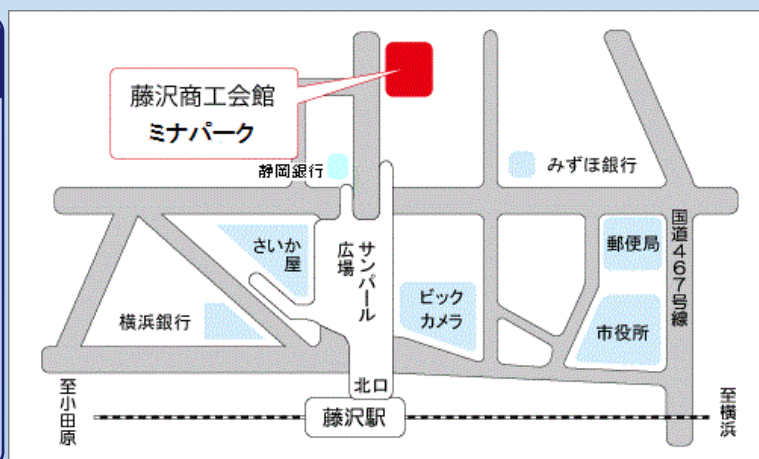 藤沢商工会館
ミナパーク
静岡銀行
みずほ銀行
さいか
屋
サンパール
広場
国道467号線
郵便局
ビック
カメラ
横浜銀行
市役所
北口
至小田原
藤沢駅
至横浜